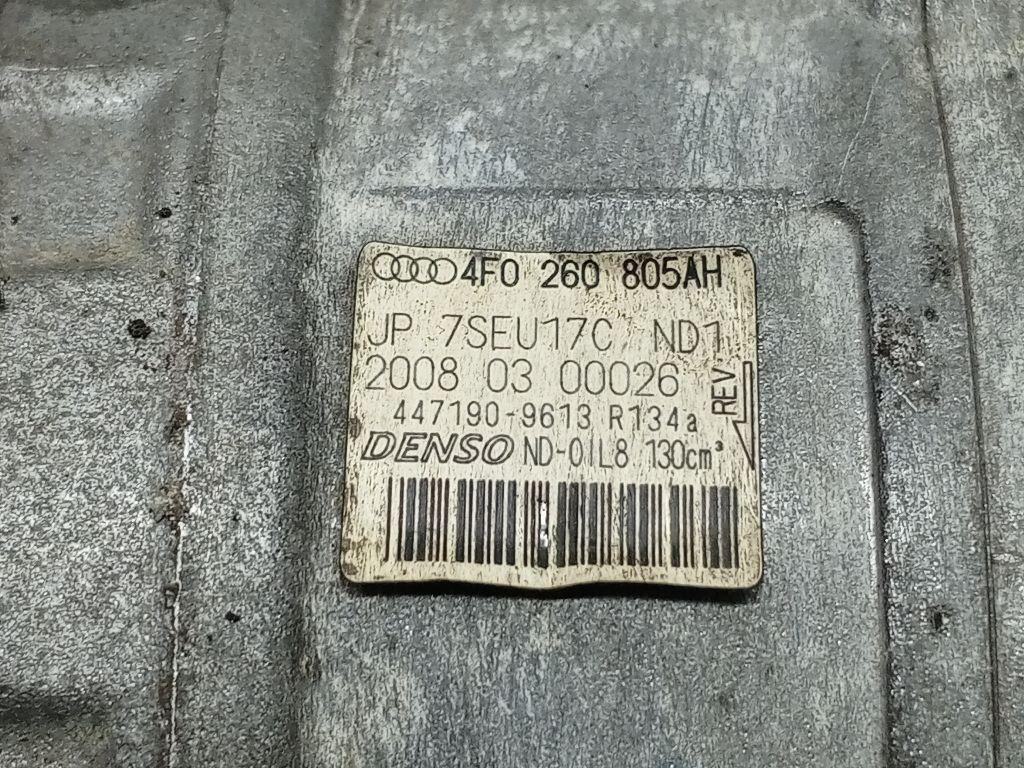 4F0 260 805AH
JP 7SEU17C ND1
2008 03 00026
REV
447190-9613 R134a
DENSO ND-OIL8 130cm³